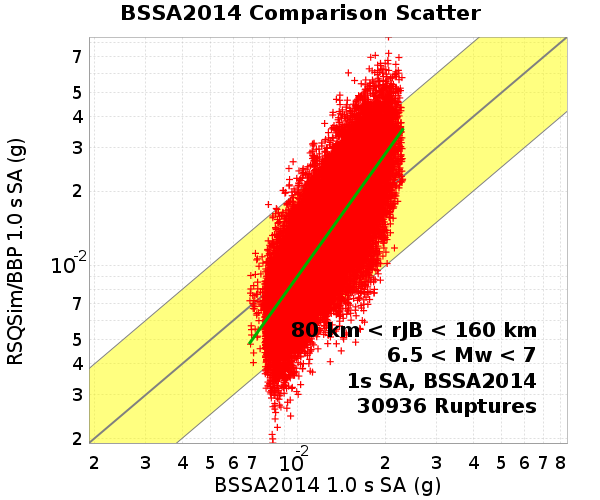 BSSA2014 Comparison Scatter
RSQSim/BBP 1.0 s SA (g)
7
5
4
3
2
10-2
7
5
4
3
2
80 km < rJB < 160 km
6.5 < Mw < 7
1s SA, BSSA2014
30936 Ruptures
2 3 4 5 6 7 10-2 2 3 4 5 6 7 8
BSSA2014 1.0 s SA (g)